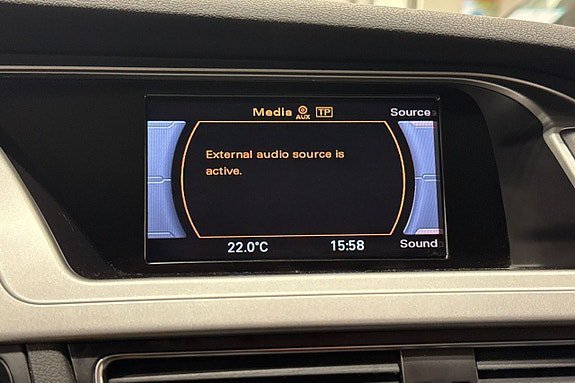 Media AUX TP Source
External audio source is
active.
22.0°C 15:58 Sound